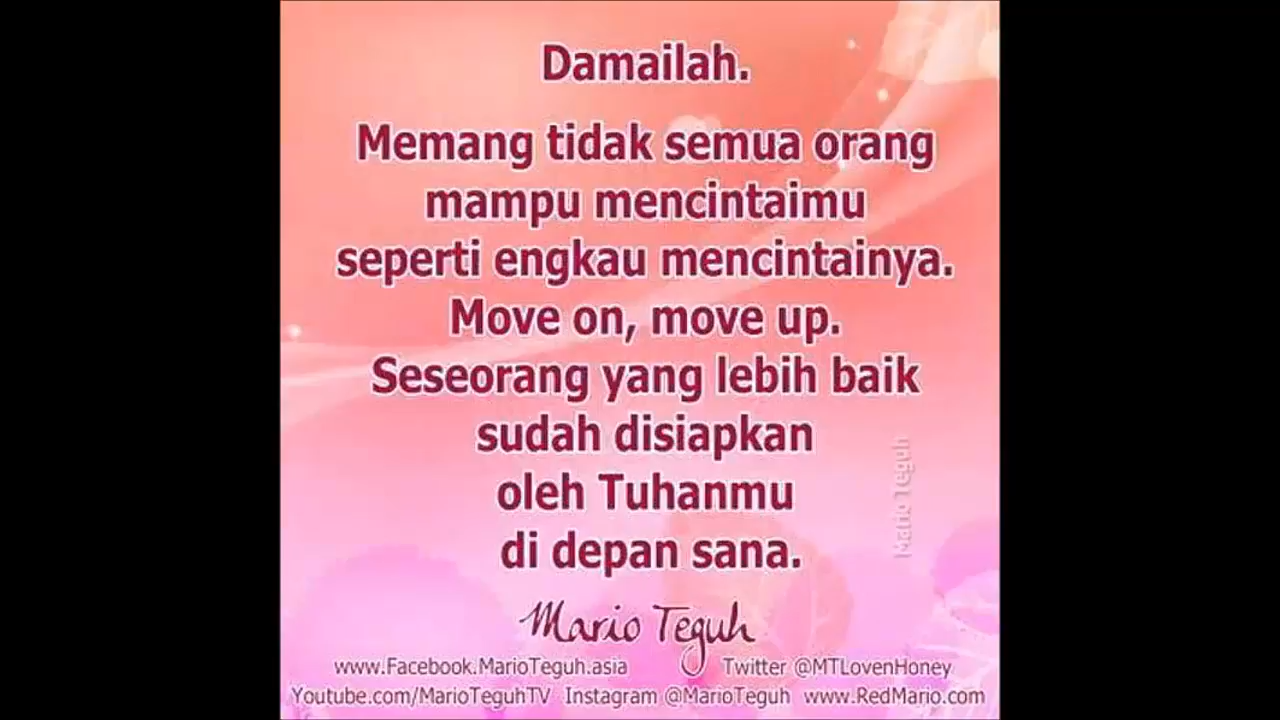 Damailah.
Memang tidak semua orang
mampu mencintaimu
seperti engkau mencintainya.
Move on, move up.
Seseorang yang lebih baik
sudah disiapkan
oleh Tuhanmu
di depan sana.
Mario Teguh
Mario Teguh
www.Facebook.MarioTeguh.asia Twitter @MTLovenHoney
Youtube.com/MarioTeguhTV Instagram @MarioTeguh www.RedMario.com